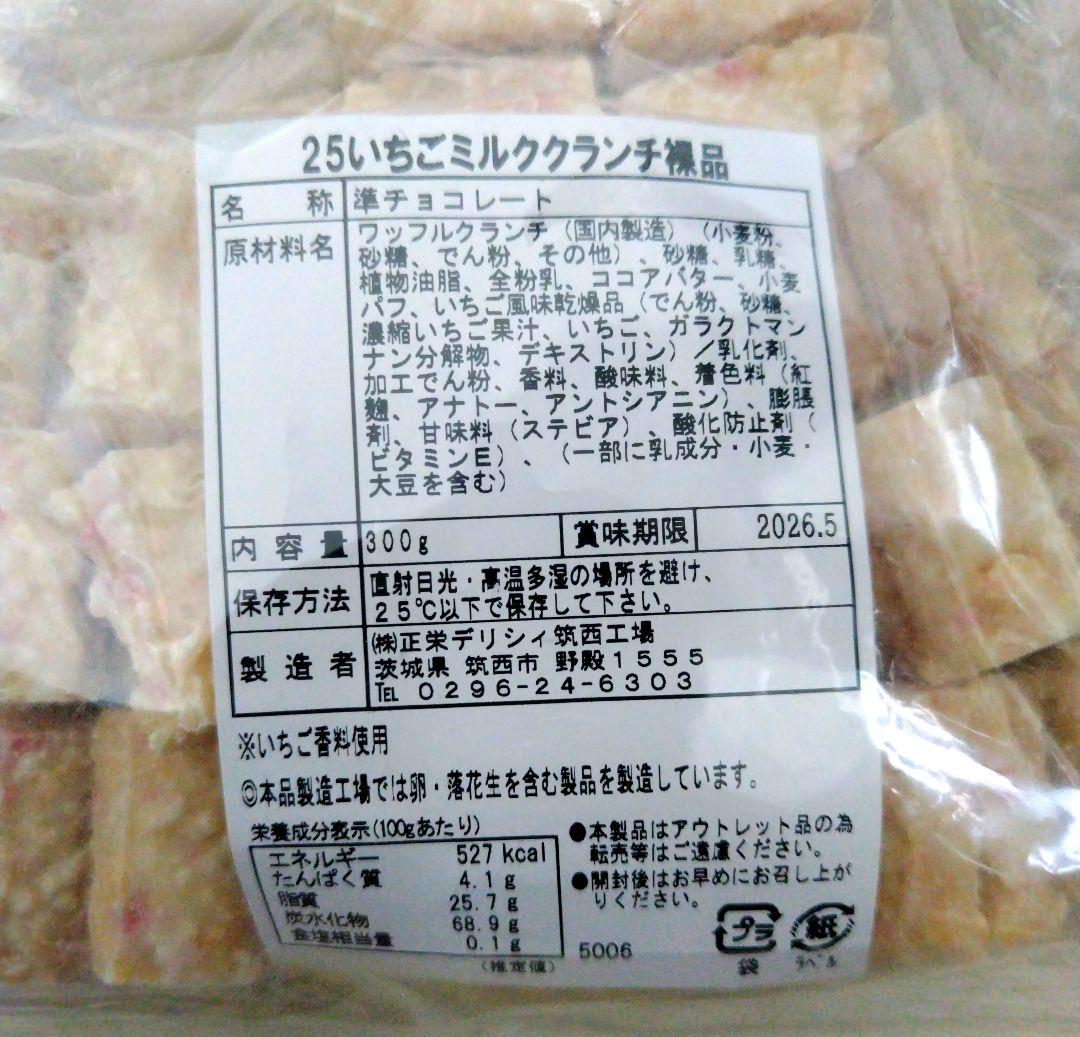 25いちごミルククランチ裸品
名称 準チョコレート
原材料名 ワッフルクランチ(国内製造)(小麦粉、
砂糖、でん粉、その他)、砂糖、乳糖、
植物油脂、全粉乳、ココアバター、小麦
パフ、いちご風味乾燥品(でん粉、砂糖、
濃縮いちご果汁、いちご、ガラクトマン
ナン分解物、デキストリン)/乳化剤、
加工でん粉、香料、酸味料、着色料(紅
麹、アナトー、アントシアニン)、膨脹
剤、甘味料(ステビア)、酸化防止剤(
ビタミンE)、(一部に乳成分・小麦・
大豆を含む)
内容量 300g 賞味期限 2026.5
保存方法 直射日光・高温多湿の場所を避け、
25℃以下で保存して下さい。
製造者 ㈱正栄デリシィ筑西工場
茨城県 筑西市 野殿1555
℡ 0296-24-6303
※いちご香料使用
◎本品製造工場では卵・落花生を含む製品を製造しています。
栄養成分表示(100gあたり)
エネルギー 527kcal
たんぱく質 4.1g
脂質 25.7g
炭水化物 68.9g
食塩相当量 0.1g
(推定値)
●本製品はアウトレット品の為
転売等はご遠慮ください。
●開封後はお早めにお召し上が
りください。
5006
プラ
袋
紙
ラベル